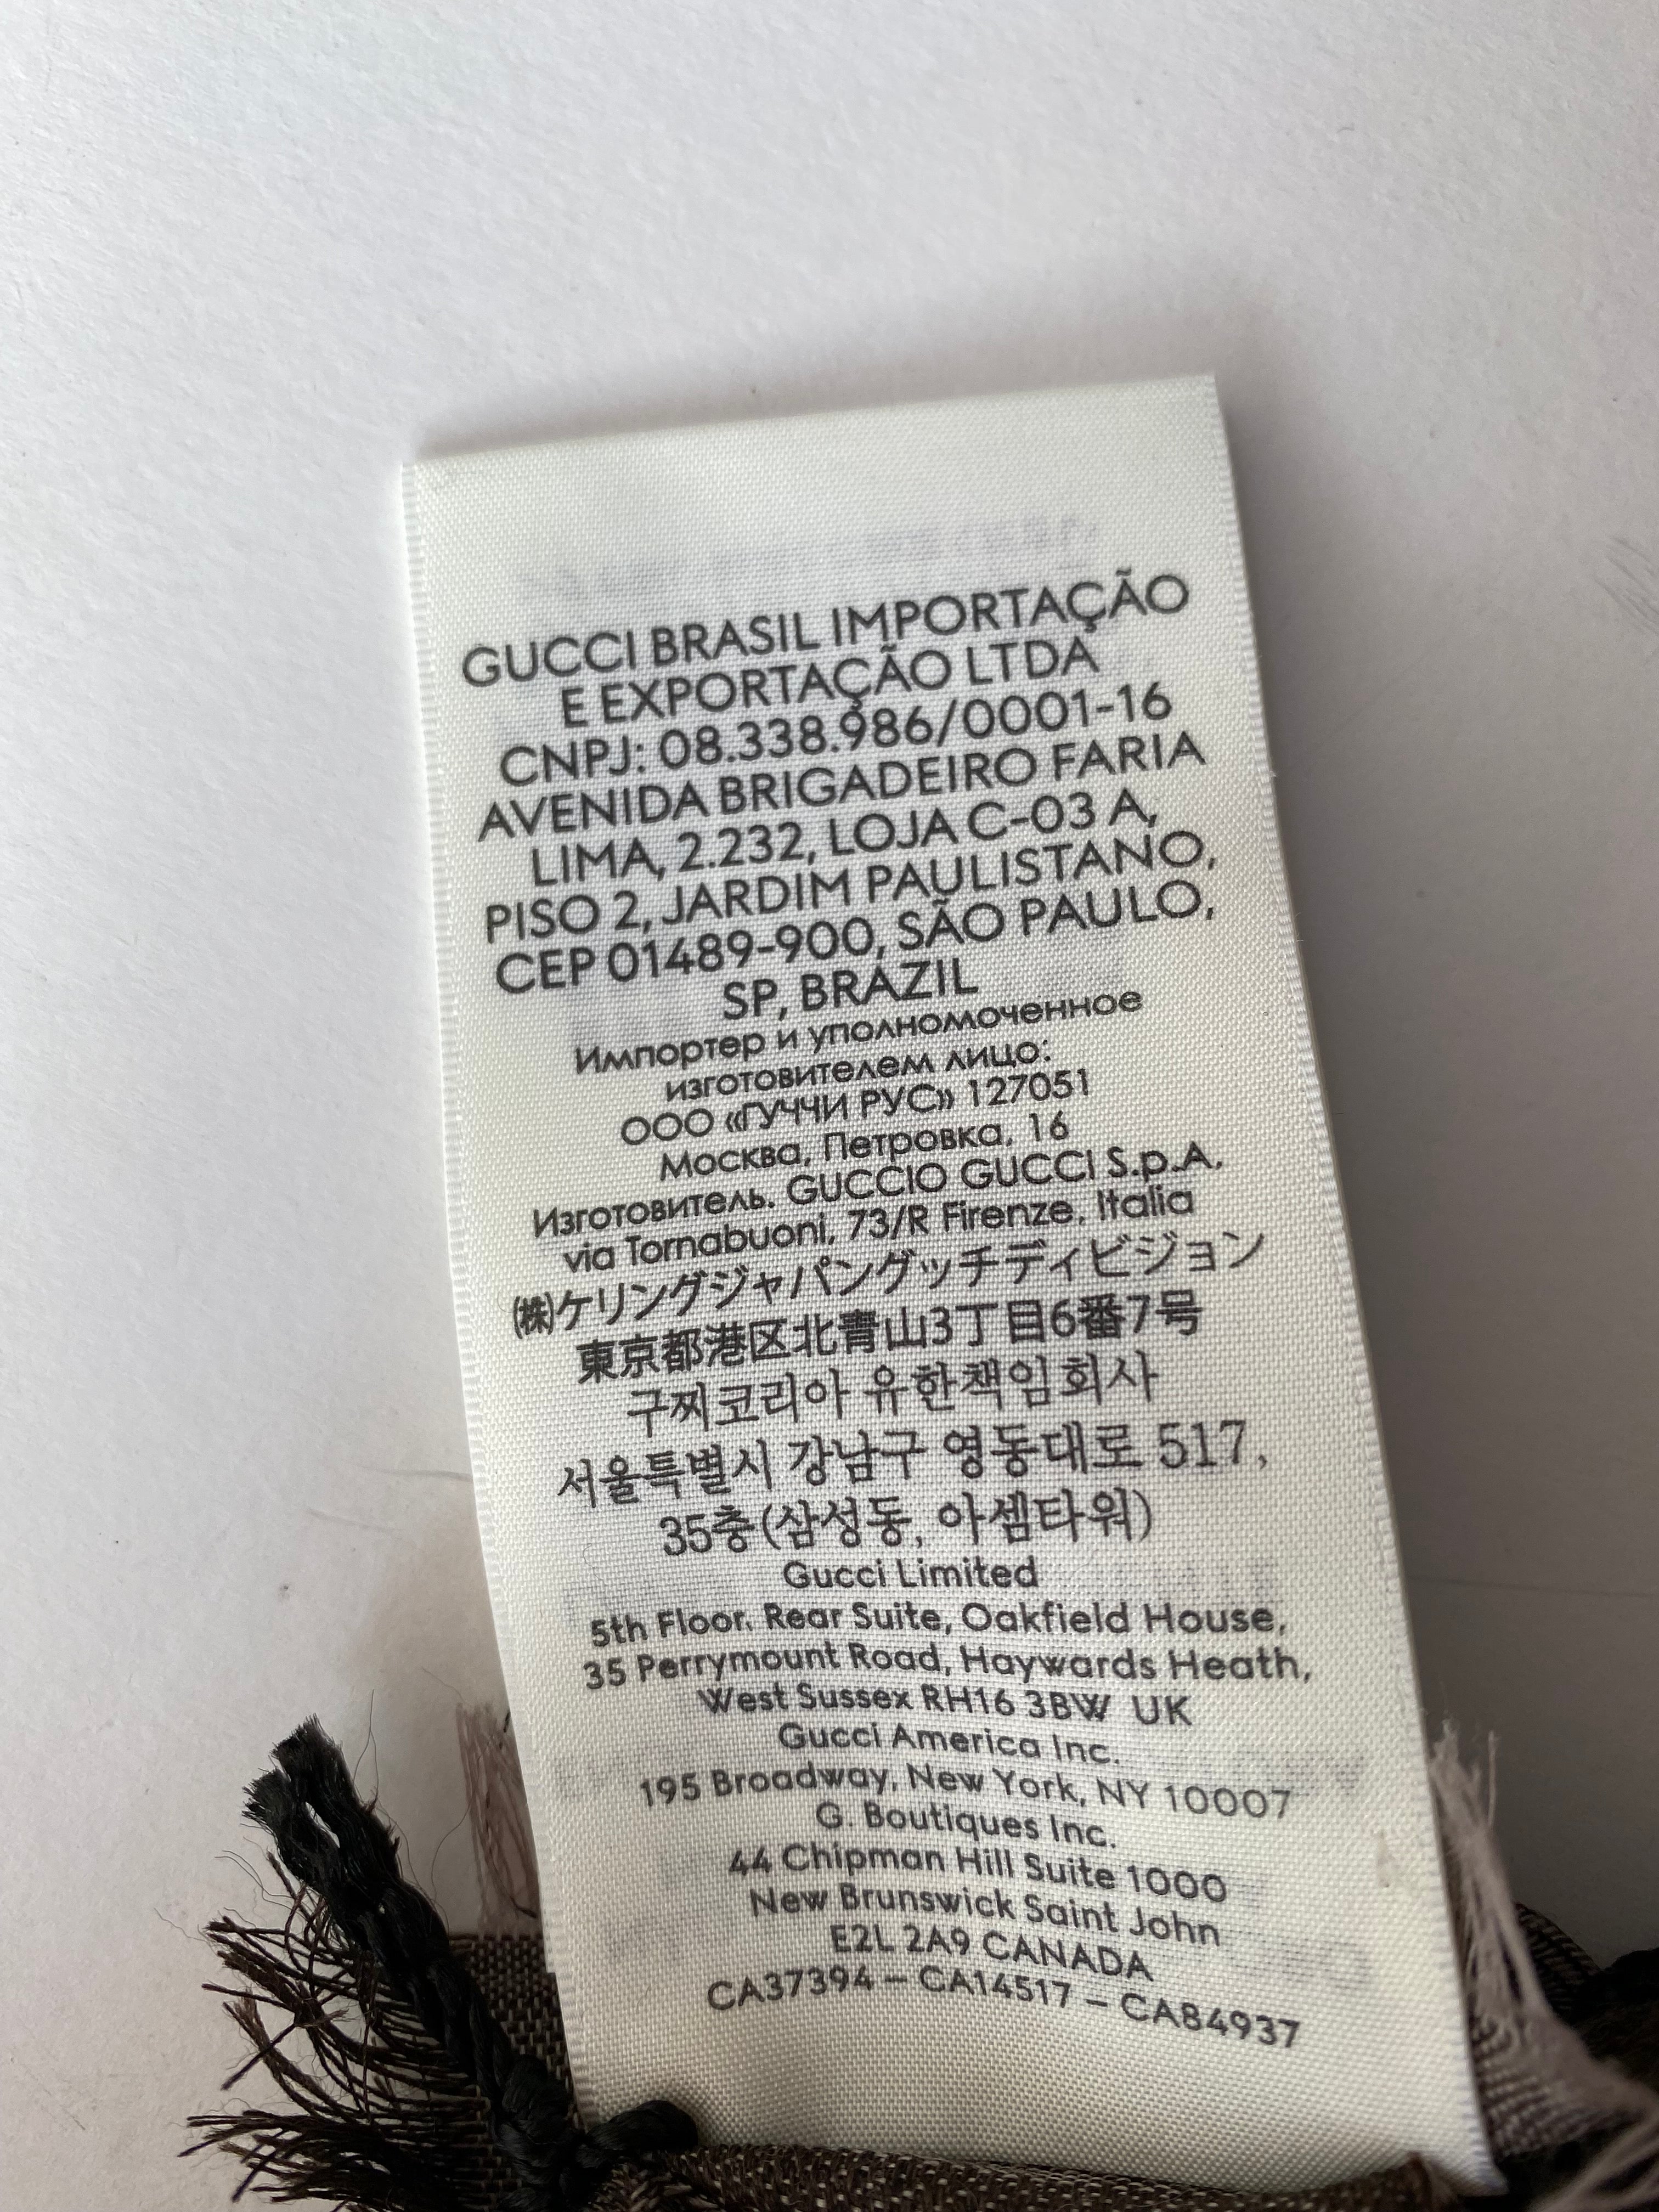 GUCCI BRASIL IMPORTAÇÃO
E EXPORTAÇÃO LTDA
CNPJ: 08.338.986/0001-16
AVENIDA BRIGADEIRO FARIA
LIMA, 2.232, LOJA C-03 A,
PISO 2, JARDIM PAULISTANO,
CEP 01489-900, SÃO PAULO,
SP, BRAZIL
Импортер и уполномоченное
изготовителем лицо:
ООО «ГУЧЧИ РУС» 127051
Москва, Петровка, 16
Изготовитель. GUCCIO GUCCI S.p.A.
via Tornabuoni, 73/R Firenze, Italia
㈱ケリングジャパングッチディビジョン
東京都港区北青山3丁目6番7号
구찌코리아 유한책임회사
서울특별시 강남구 영동대로 517,
35층(삼성동, 아셈타워)
Gucci Limited
5th Floor, Rear Suite, Oakfield House,
35 Perrymount Road, Haywards Heath,
West Sussex RH16 3BW UK
Gucci America Inc.
195 Broadway, New York, NY 10007
G. Boutiques Inc.
44 Chipman Hill Suite 1000
New Brunswick Saint John
E2L 2A9 CANADA
CA37394 – CA14517 – CA84937